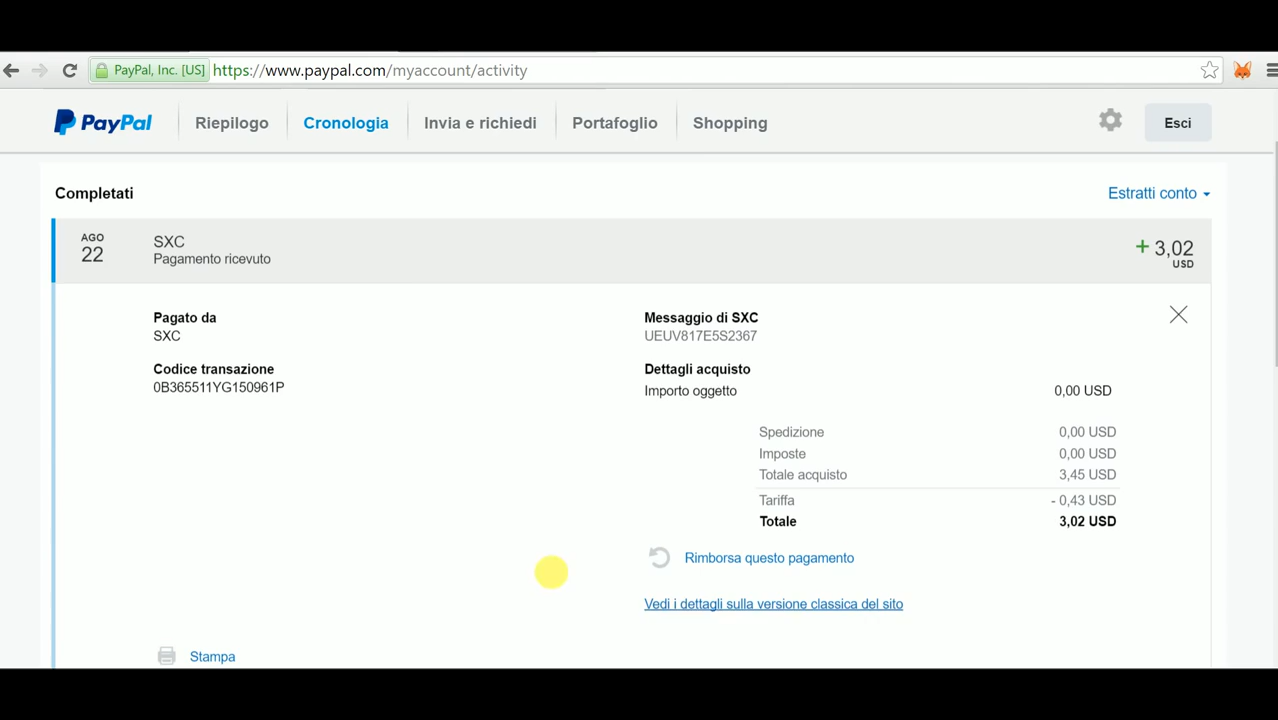 PayPal, Inc. [US] https://www.paypal.com/myaccount/activity
PayPal Riepilogo Cronologia Invia e richiedi Portafoglio Shopping Esci
Completati Estratti conto
AGO
22
SXC
Pagamento ricevuto
+ 3,02
USD
Pagato da
SXC
Codice transazione
0B365511YG150961P
Messaggio di SXC
UEUV817E5S2367
Dettagli acquisto
Importo oggetto 0,00 USD
Spedizione 0,00 USD
Imposte 0,00 USD
Totale acquisto 3,45 USD
Tariffa - 0,43 USD
Totale 3,02 USD
Rimborsa questo pagamento
Vedi i dettagli sulla versione classica del sito
Stampa